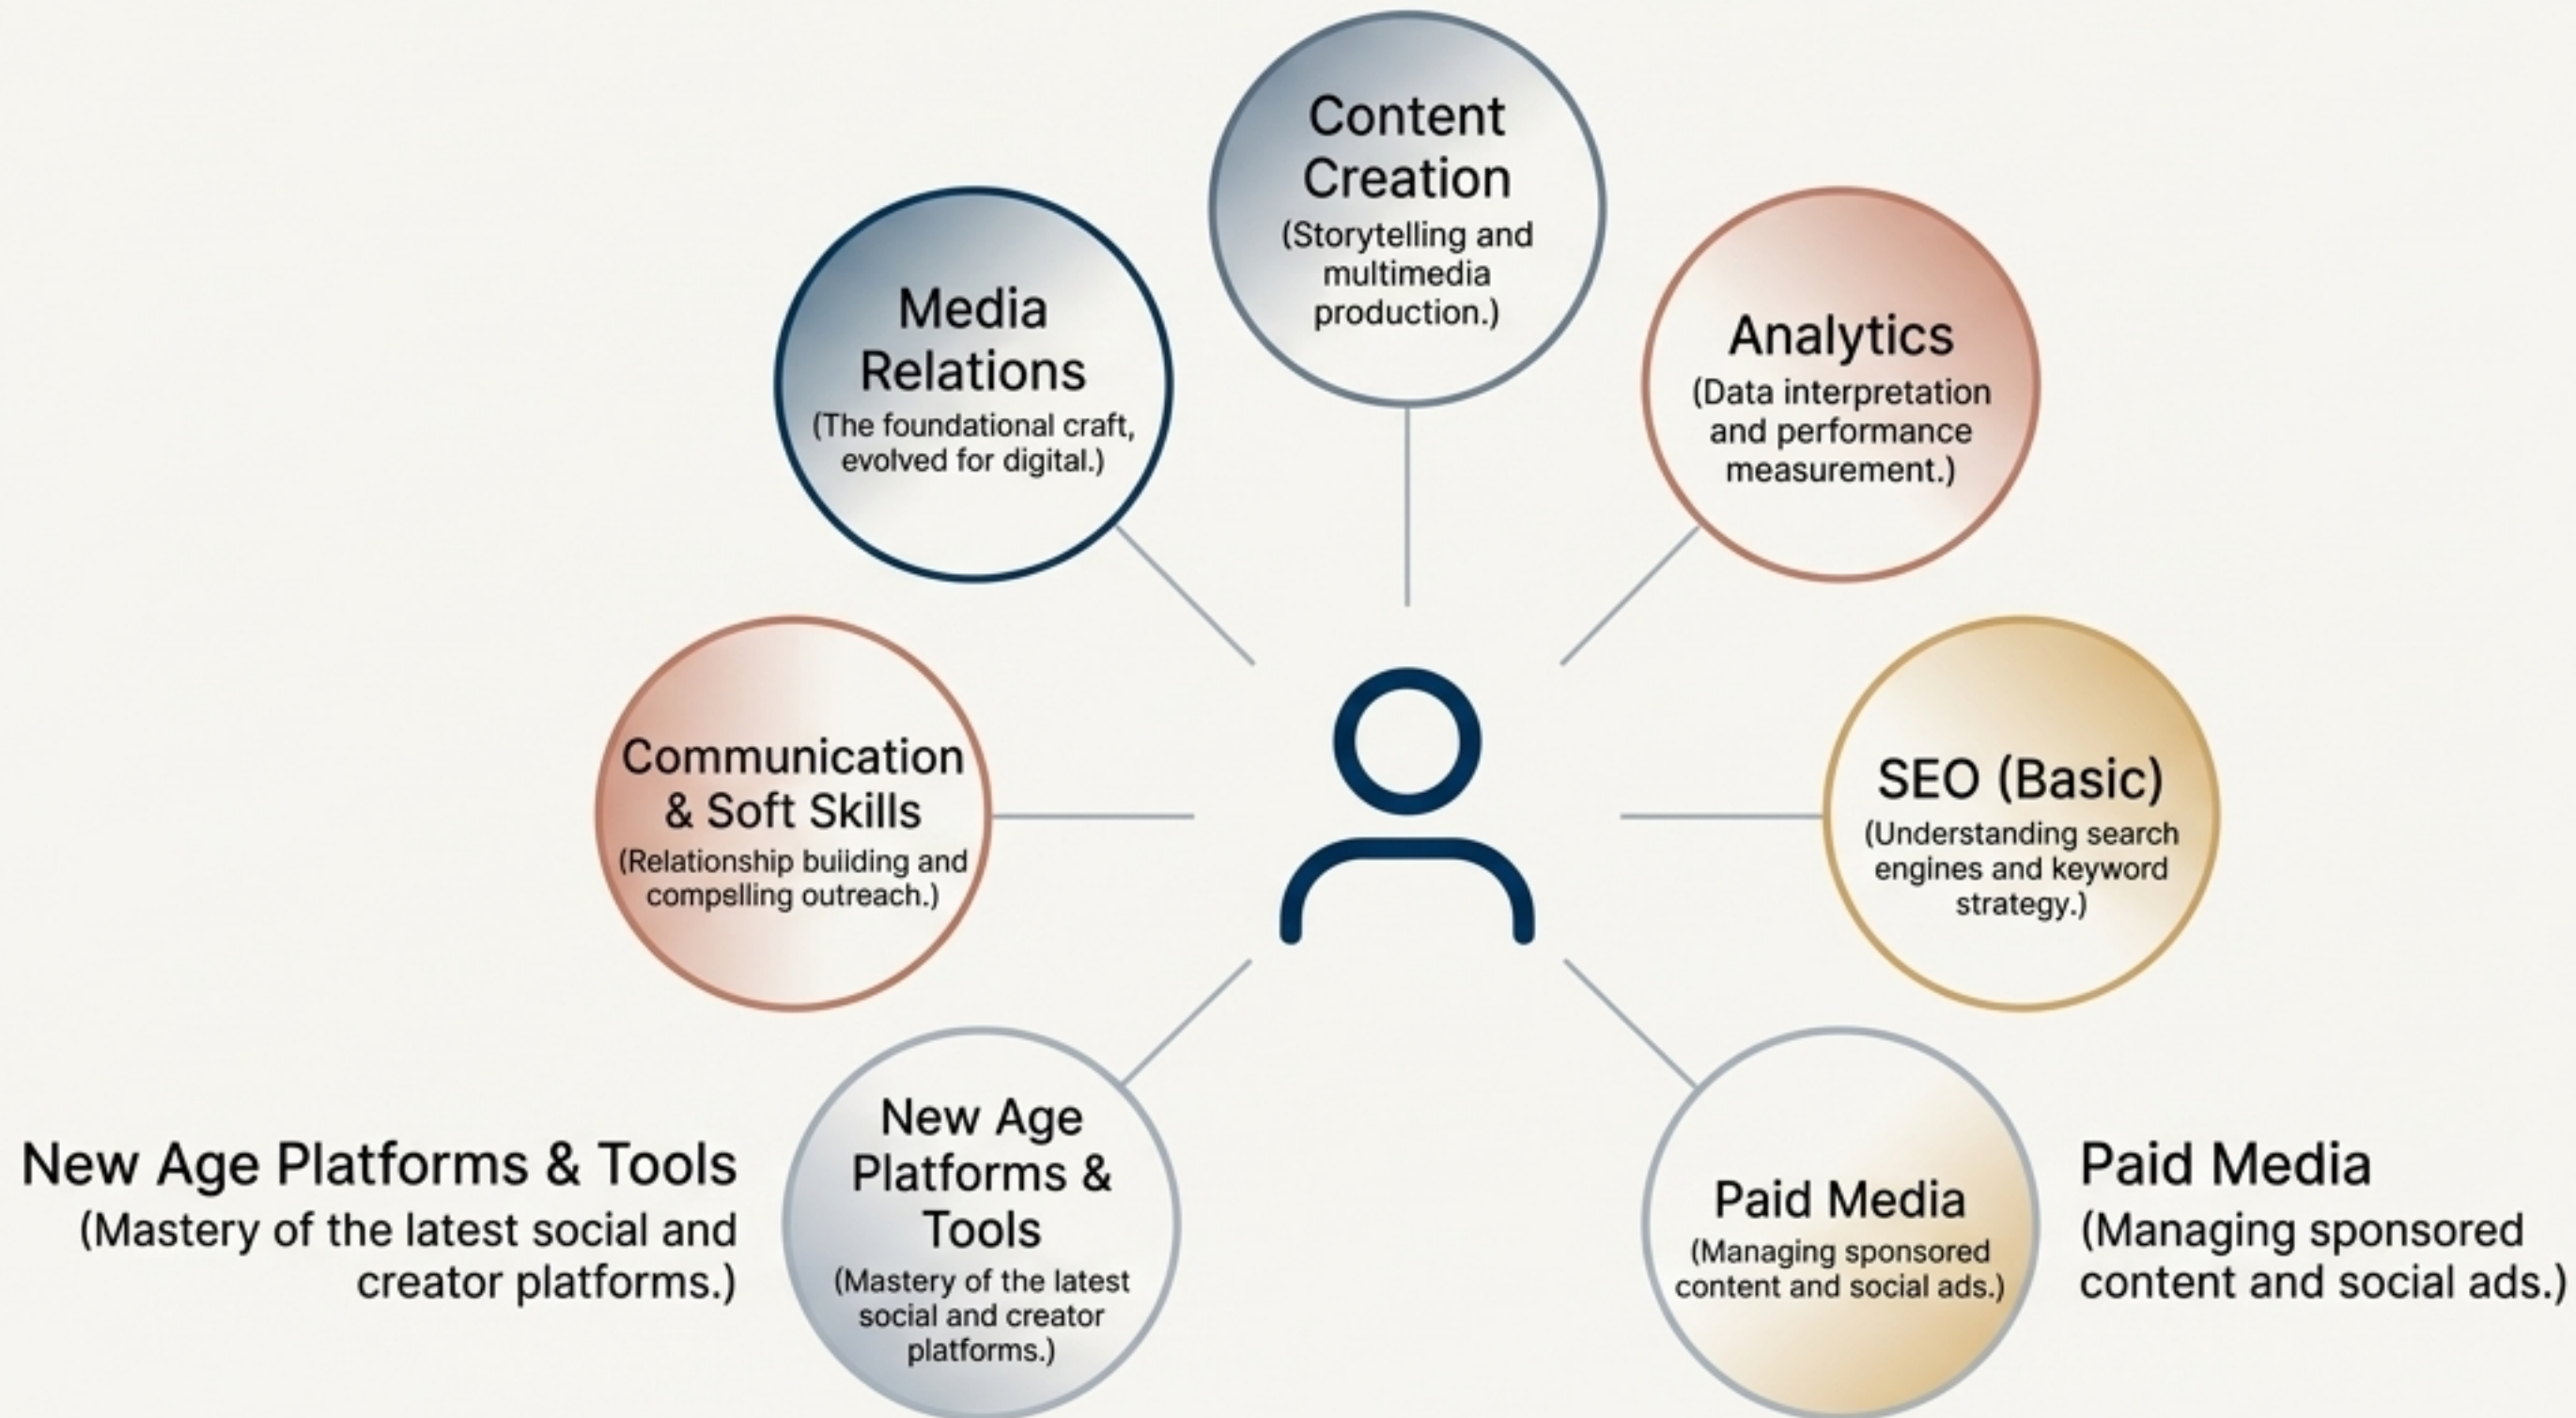 Content
Creation
(Storytelling and
multimedia
production.)
Media
Relations
(The foundational craft,
evolved for digital.)
Analytics
(Data interpretation
and performance
measurement.)
Communication
& Soft Skills
(Relationship buiiding and
compslling outreach.)
SEO (Basic)
(Understanding search
engines and keyword
strategy.)
New Age Platforms & Tools
(Mastery of the latest social and
creator platforms.)
New Age
Platforms &
Tools
(Mastery of the latest
social and creator
platforms.)
Paid Media
(Managing sponsored
content and social ads.)
Paid Media
(Managing sponsored
content and social ads.)